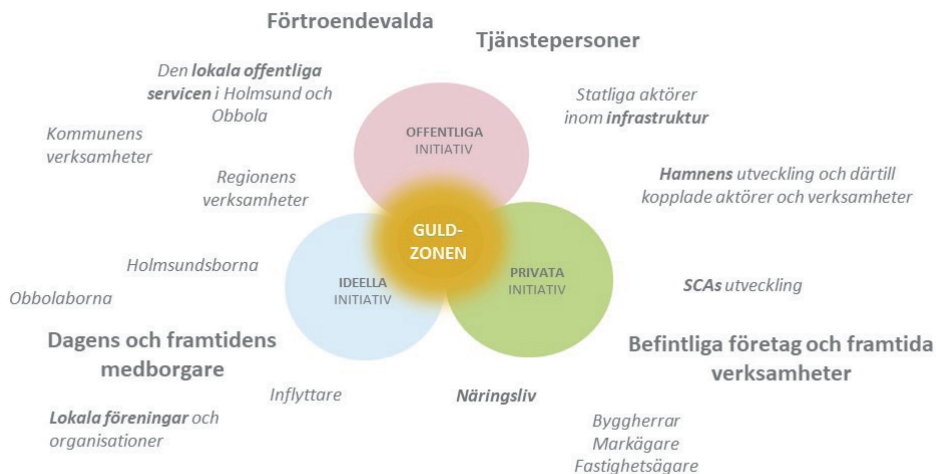 Förtroendevalda
Tjänstepersoner
Den lokala offentliga
servicen i Holmsund och
Obbola
Statliga aktörer
inom infrastruktur
Kommunens
verksamheter
OFFENTLIGA
INITIATIV
Regionens
verksamheter
Hamnens utveckling och därtill
kopplade aktörer och verksamheter
GULD-
ZONEN
Holmsundsborna
IDEELLA
INITIATIV
PRIVATA
INITIATIV
Obbolaborna
SCAs utveckling
Dagens och framtidens
medborgare
Befintliga företag och framtida
verksamheter
Inflyttare
Näringsliv
Lokala föreningar och
organisationer
Byggherrar
Markägare
Fastighetsägare